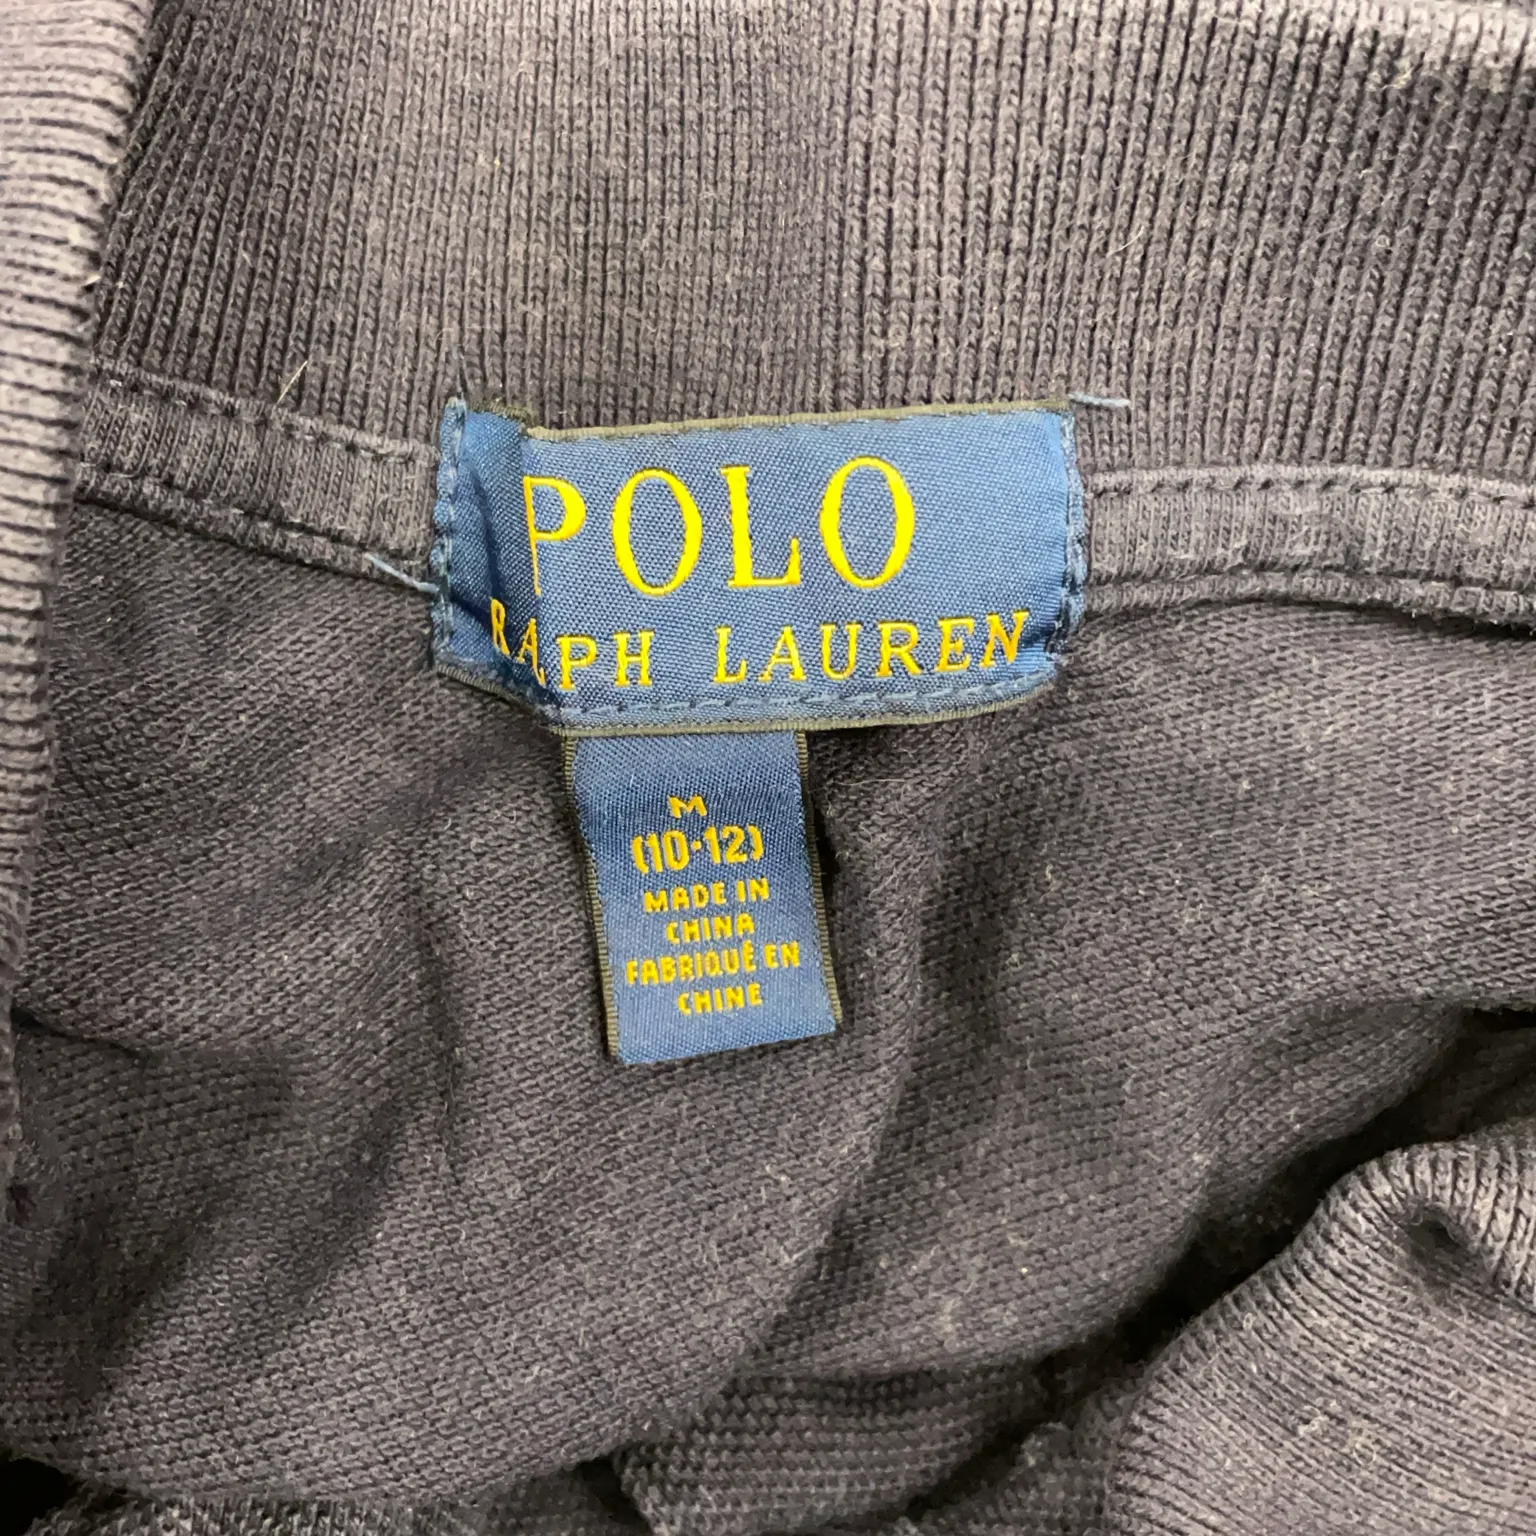 POLO
RALPH LAUREN
M
(10-12)
MADE IN
CHINA
FABRIQUÉ EN
CHINE